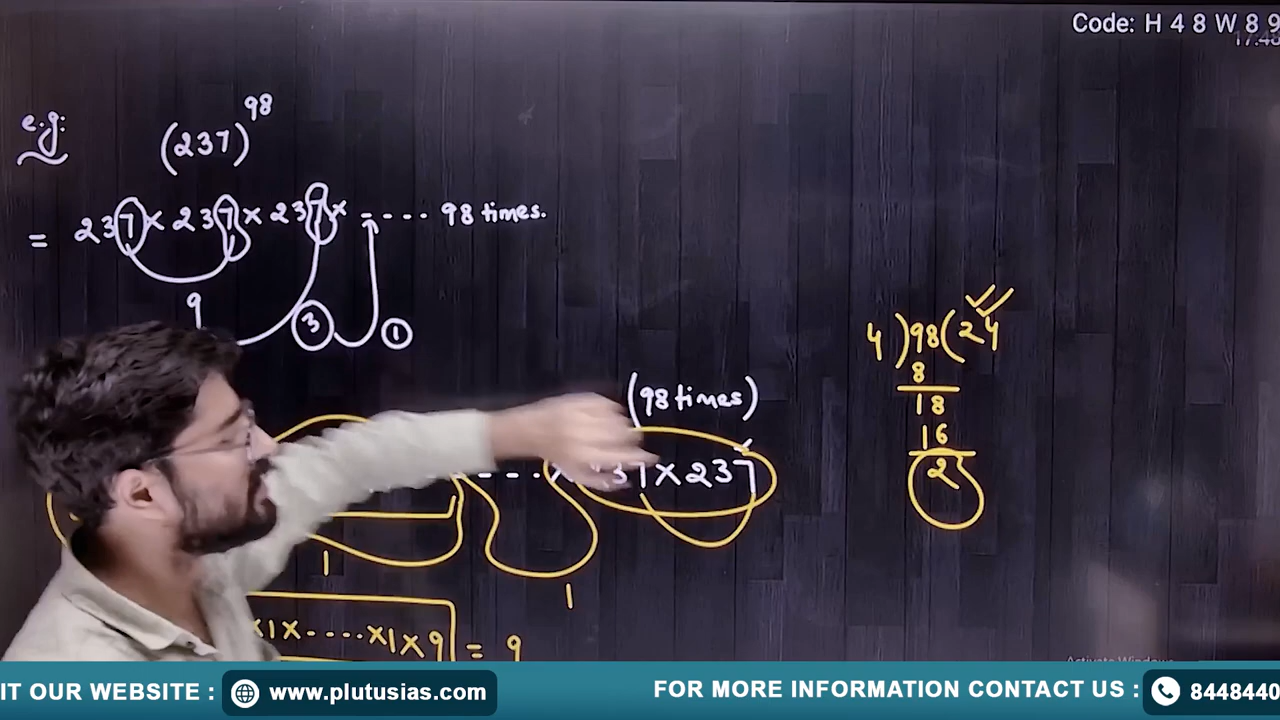 Code: H 4 8 W 8 9
17:48
e.g: (237)^98
= 237 × 237 × 237 × ---- 98 times.
9
3
1
4 ) 98 ( 24
8
18
16
2
(98 times)
--- × 237 × 237
1
1
×1×----×1×9 = 9
IT OUR WEBSITE : www.plutusias.com
FOR MORE INFORMATION CONTACT US : 8448440